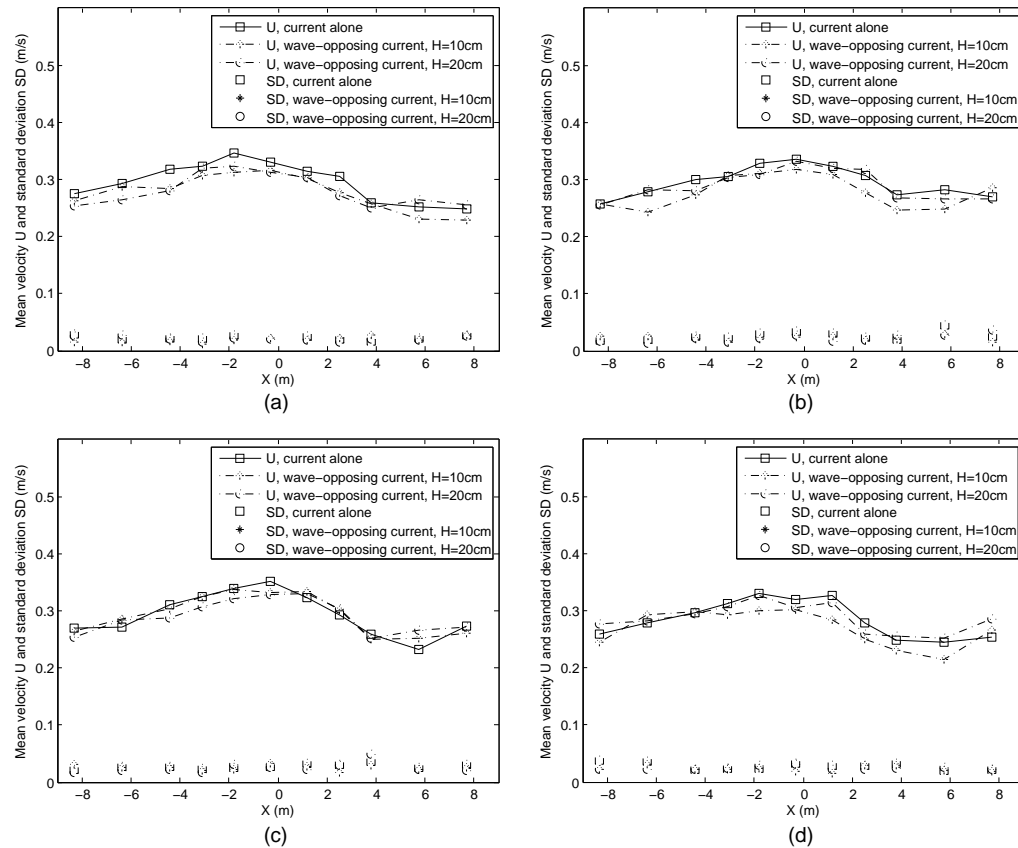 U, current alone
U, wave−opposing current, H=10cm
U, wave−opposing current, H=20cm
SD, current alone
SD, wave−opposing current, H=10cm
SD, wave−opposing current, H=20cm
Mean velocity U and standard deviation SD (m/s)
0.5
0.4
0.3
0.2
0.1
0
−8 −6 −4 −2 0 2 4 6 8
X (m)
(a)
U, current alone
U, wave−opposing current, H=10cm
U, wave−opposing current, H=20cm
SD, current alone
SD, wave−opposing current, H=10cm
SD, wave−opposing current, H=20cm
Mean velocity U and standard deviation SD (m/s)
0.5
0.4
0.3
0.2
0.1
0
−8 −6 −4 −2 0 2 4 6 8
X (m)
(b)
U, current alone
U, wave−opposing current, H=10cm
U, wave−opposing current, H=20cm
SD, current alone
SD, wave−opposing current, H=10cm
SD, wave−opposing current, H=20cm
Mean velocity U and standard deviation SD (m/s)
0.5
0.4
0.3
0.2
0.1
0
−8 −6 −4 −2 0 2 4 6 8
X (m)
(c)
U, current alone
U, wave−opposing current, H=10cm
U, wave−opposing current, H=20cm
SD, current alone
SD, wave−opposing current, H=10cm
SD, wave−opposing current, H=20cm
Mean velocity U and standard deviation SD (m/s)
0.5
0.4
0.3
0.2
0.1
0
−8 −6 −4 −2 0 2 4 6 8
X (m)
(d)